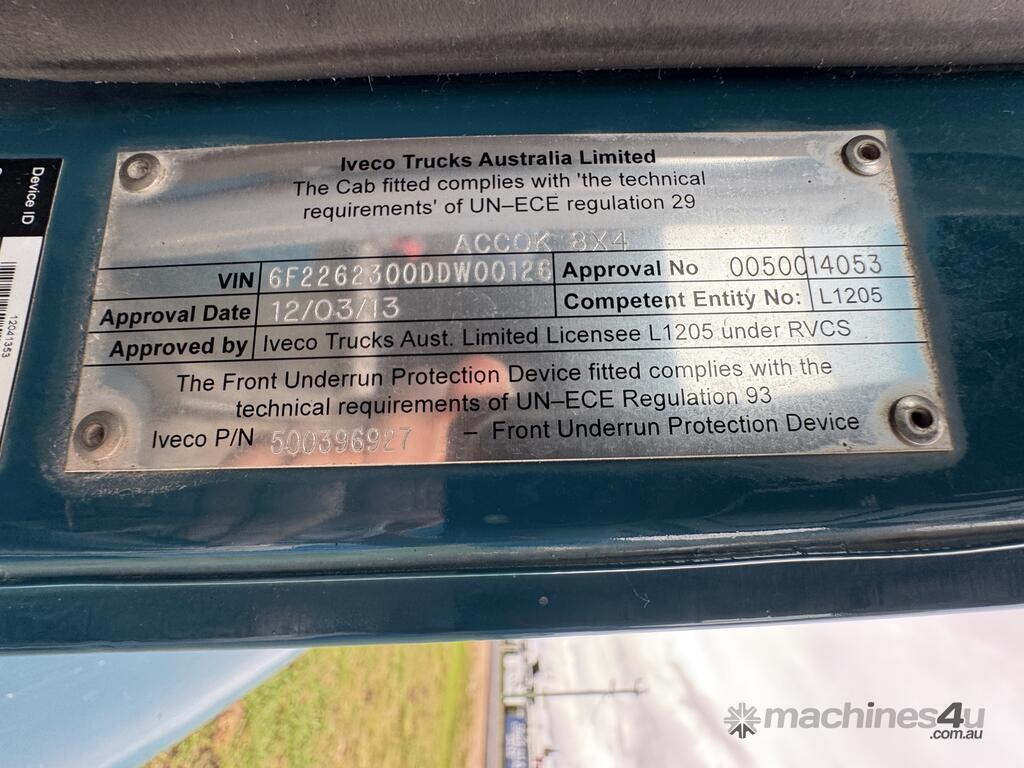 Iveco Trucks Australia Limited
The Cab fitted complies with 'the technical
requirements' of UN–ECE regulation 29
ACCOK 8X4
VIN 6F2262300DDW00126 Approval No 0050014053
Approval Date 12/03/13 Competent Entity No: L1205
Approved by Iveco Trucks Aust. Limited Licensee L1205 under RVCS
The Front Underrun Protection Device fitted complies with the
technical requirements of UN–ECE Regulation 93
Iveco P/N 500396927 – Front Underrun Protection Device
Device ID
12041353
machines4u
.com.au